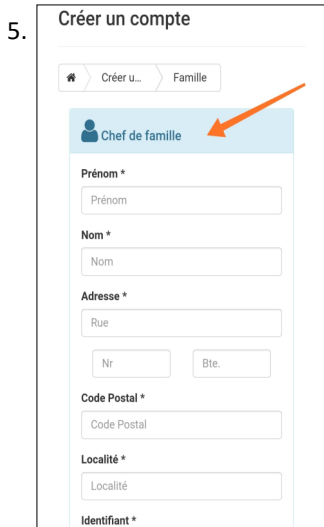 Créer un compte
5.
Créer u... Famille
Chef de famille
Prénom *
Prénom
Nom *
Nom
Adresse *
Rue
Nr Bte.
Code Postal *
Code Postal
Localité *
Localité
Identifiant *